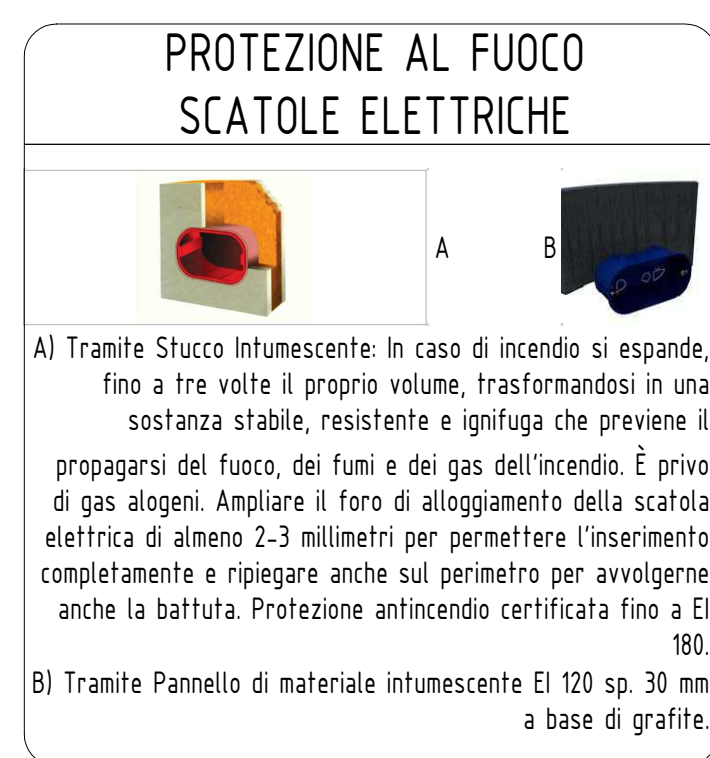 PROTEZIONE AL FUOCO
SCATOLE ELETTRICHE
A
B
A) Tramite Stucco Intumescente: In caso di incendio si espande,
fino a tre volte il proprio volume, trasformandosi in una
sostanza stabile, resistente e ignifuga che previene il
propagarsi del fuoco, dei fumi e dei gas dell'incendio. È privo
di gas alogeni. Ampliare il foro di alloggiamento della scatola
elettrica di almeno 2-3 millimetri per permettere l'inserimento
completamente e ripiegare anche sul perimetro per avvolgerne
anche la battuta. Protezione antincendio certificata fino a EI
180.
B) Tramite Pannello di materiale intumescente EI 120 sp. 30 mm
a base di grafite.